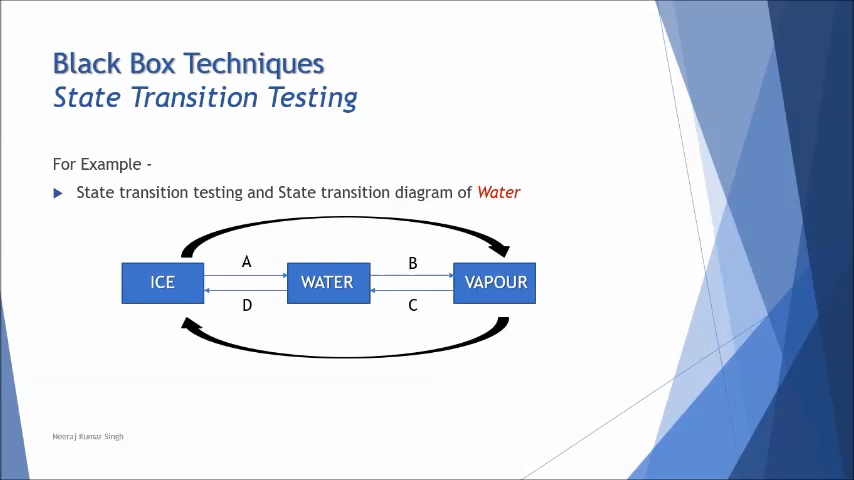 Black Box Techniques
State Transition Testing
For Example -
State transition testing and State transition diagram of Water
A
B
ICE
WATER
VAPOUR
D
C
Neeraj Kumar Singh